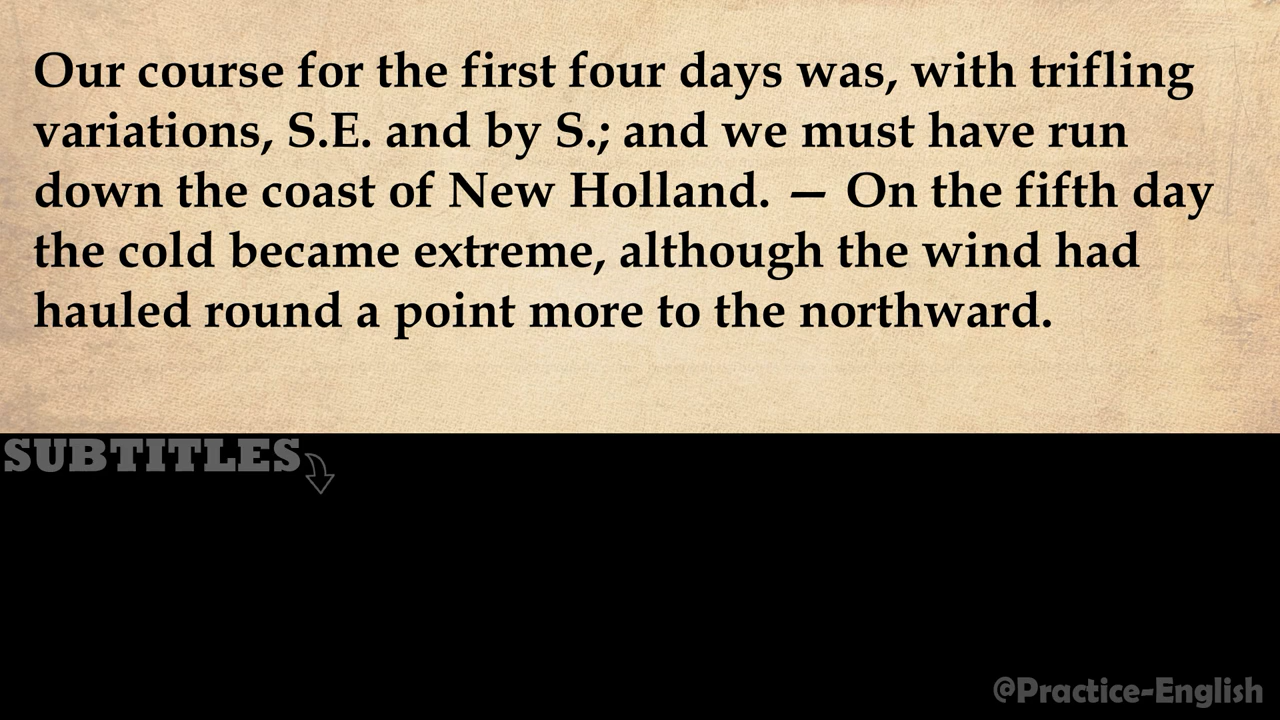 Our course for the first four days was, with trifling
variations, S.E. and by S.; and we must have run
down the coast of New Holland. — On the fifth day
the cold became extreme, although the wind had
hauled round a point more to the northward.
SUBTITLES
@Practice-English